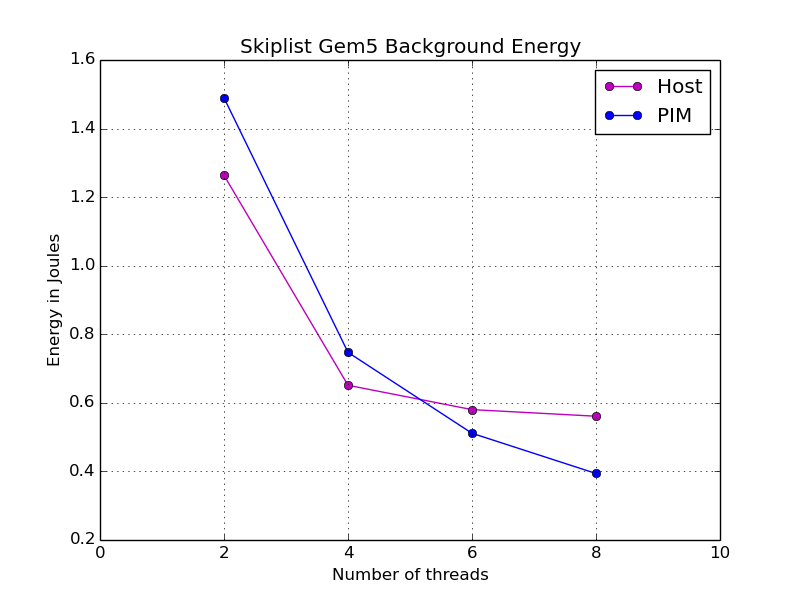 Skiplist Gem5 Background Energy
Host
PIM
1.6
1.4
1.2
1.0
0.8
0.6
0.4
0.2
Energy in Joules
0 2 4 6 8 10
Number of threads